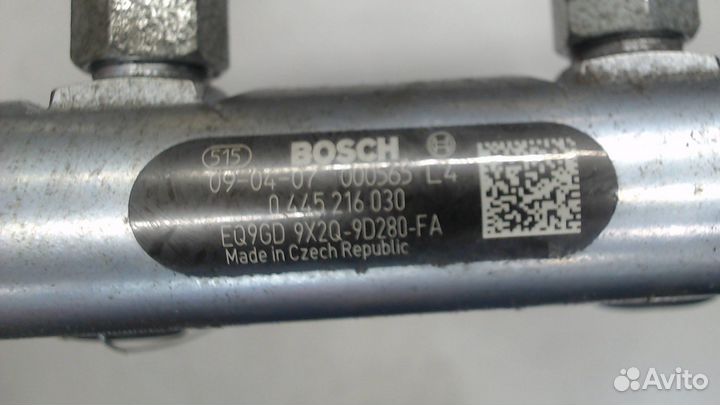 515 BOSCH
09-04-07 000565 L4
0 445 216 030
EQ9GD 9X2Q-9D280-FA
Made in Czech Republic
Avito